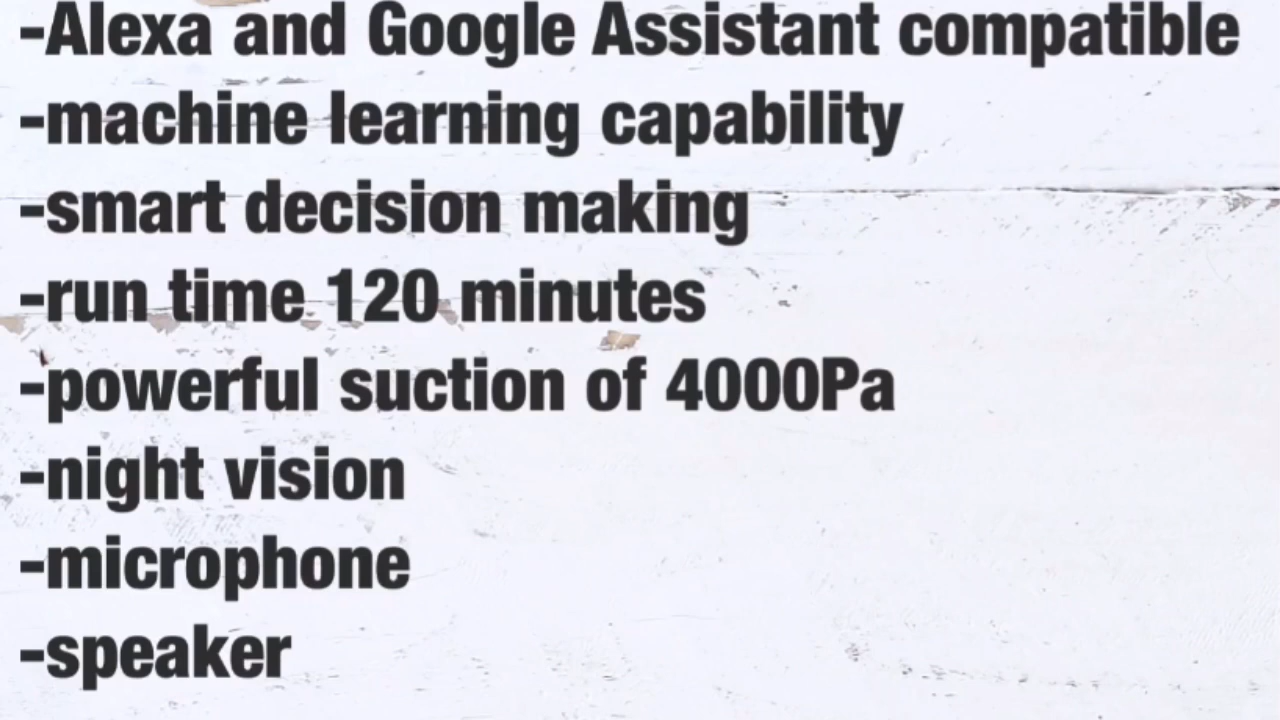 -Alexa and Google Assistant compatible
-machine learning capability
-smart decision making
-run time 120 minutes
-powerful suction of 4000Pa
-night vision
-microphone
-speaker